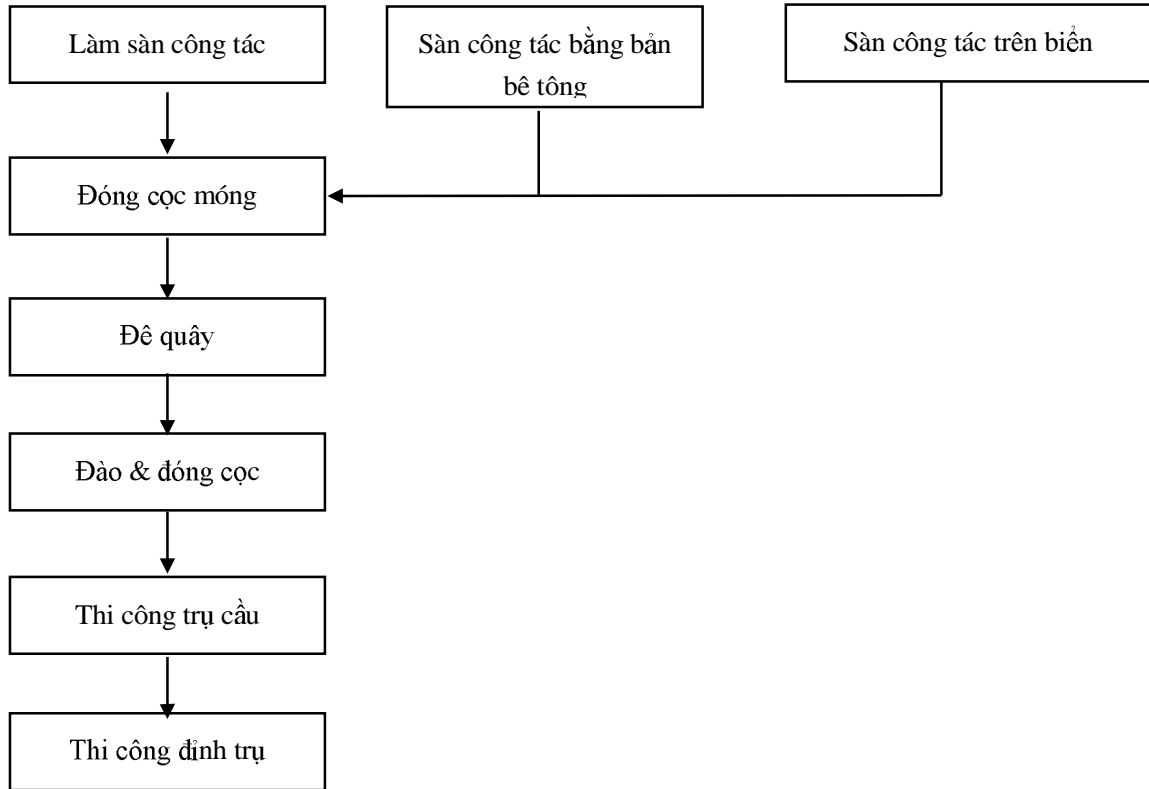 Làm sàn công tác
Sàn công tác bằng bản
bê tông
Sàn công tác trên biển
Đóng cọc móng
Đê quây
Đào & đóng cọc
Thi công trụ cầu
Thi công đỉnh trụ